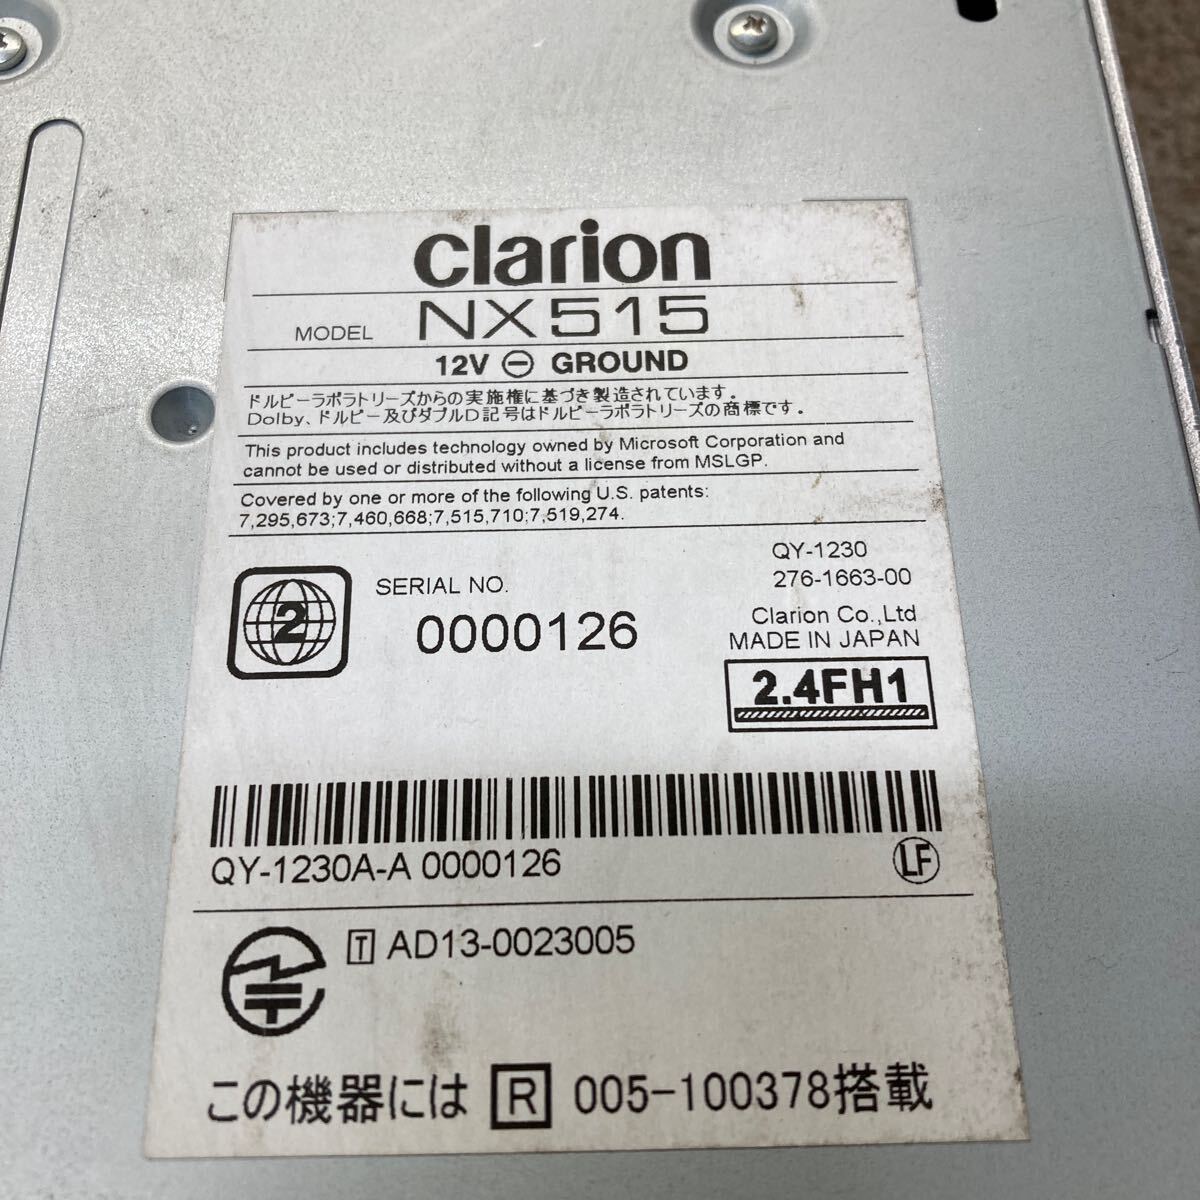 clarion
MODEL NX515
12V ⊖ GROUND
ドルビーラボラトリーズからの実施権に基づき製造されています。
Dolby、ドルビー及びダブルD記号はドルビーラボラトリーズの商標です。
This product includes technology owned by Microsoft Corporation and
cannot be used or distributed without a license from MSLGP.
Covered by one or more of the following U.S. patents:
7,295,673;7,460,668;7,515,710;7,519,274.
QY-1230
276-1663-00
2
SERIAL NO.
0000126
Clarion Co.,Ltd
MADE IN JAPAN
2.4FH1
QY-1230A-A 0000126
LF
T AD13-0023005
この機器には R 005-100378搭載